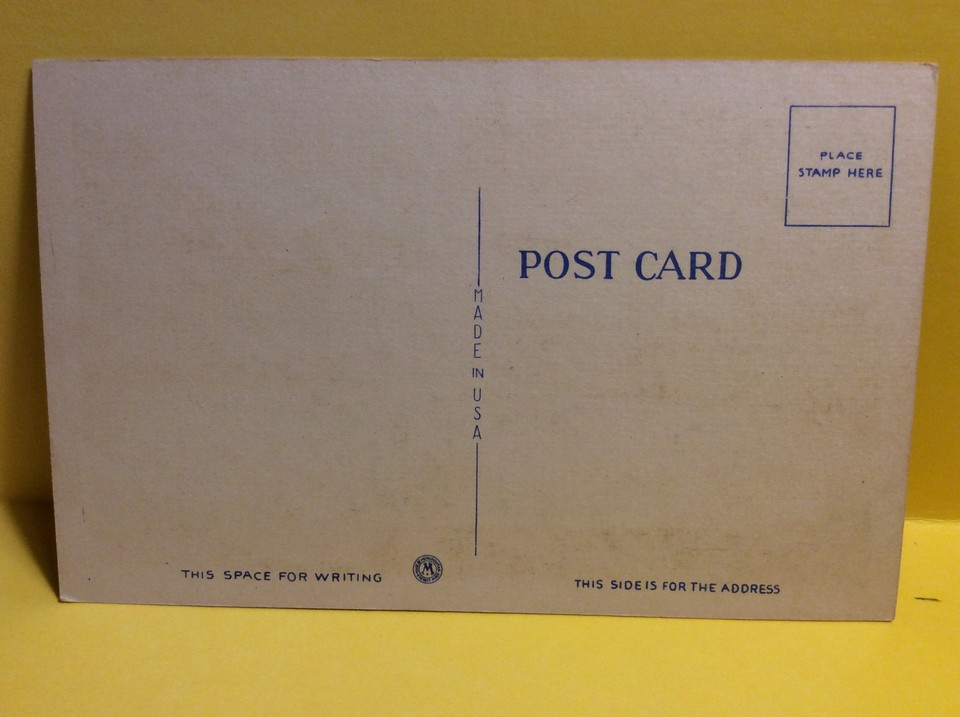 PLACE
STAMP HERE
POST CARD
MADE IN USA
THIS SPACE FOR WRITING
M
THIS SIDE IS FOR THE ADDRESS